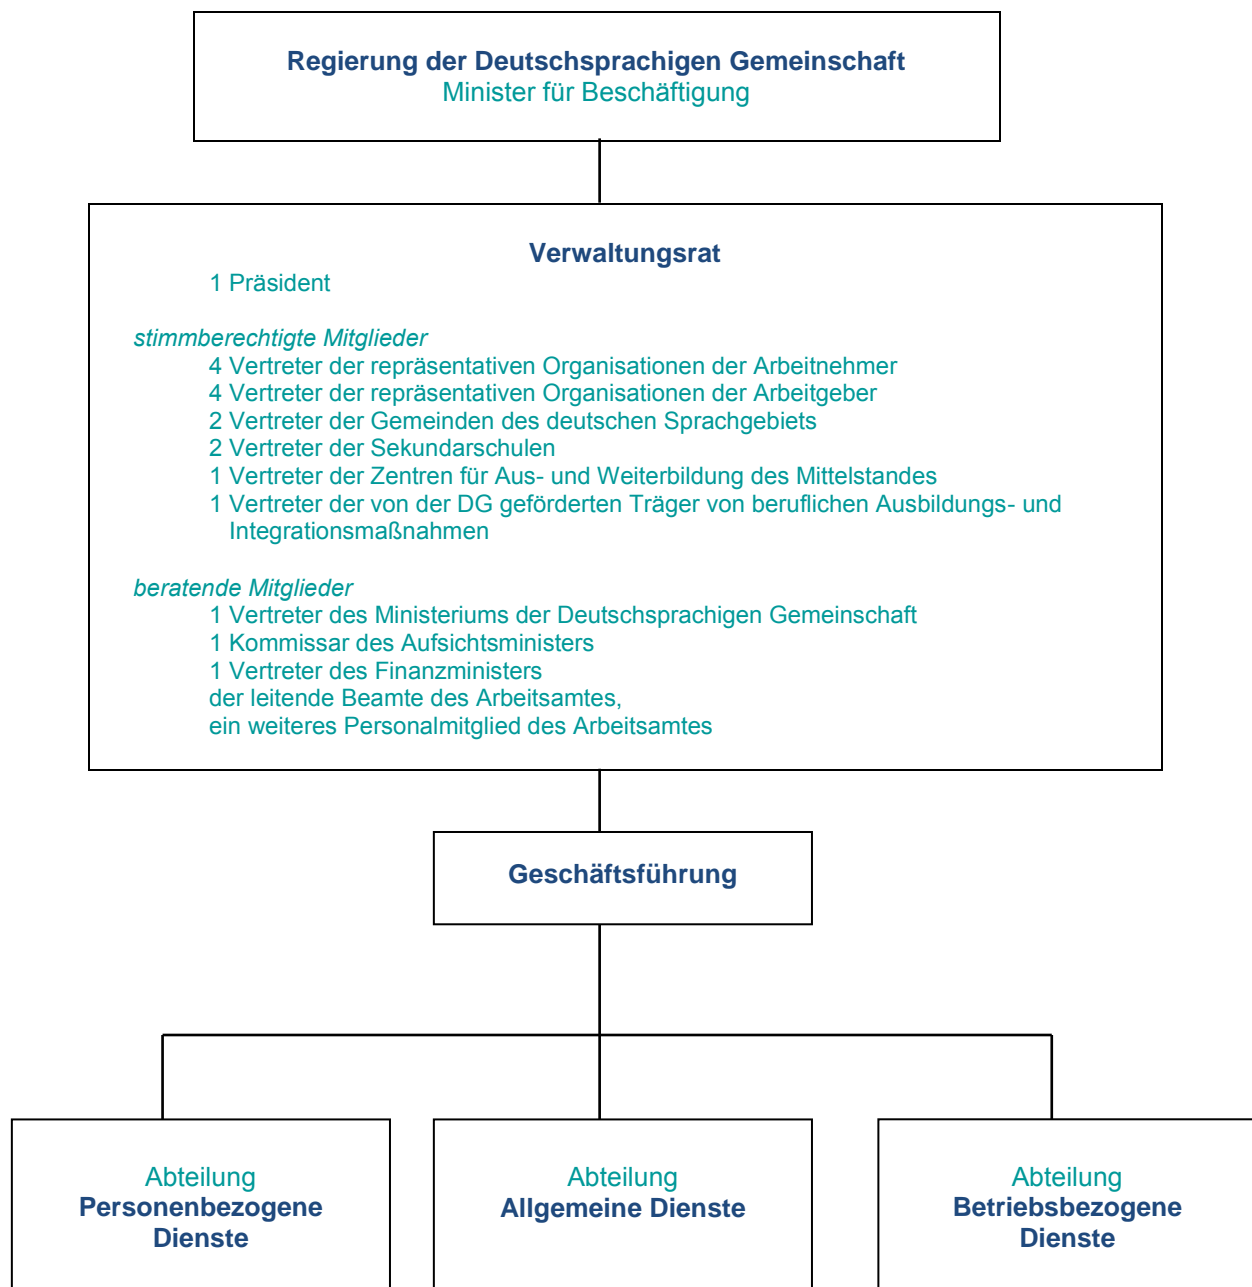 Regierung der Deutschsprachigen Gemeinschaft
Minister für Beschäftigung
Verwaltungsrat
1 Präsident
stimmberechtigte Mitglieder
4 Vertreter der repräsentativen Organisationen der Arbeitnehmer
4 Vertreter der repräsentativen Organisationen der Arbeitgeber
2 Vertreter der Gemeinden des deutschen Sprachgebiets
2 Vertreter der Sekundarschulen
1 Vertreter der Zentren für Aus- und Weiterbildung des Mittelstandes
1 Vertreter der von der DG geförderten Träger von beruflichen Ausbildungs- und
Integrationsmaßnahmen
beratende Mitglieder
1 Vertreter des Ministeriums der Deutschsprachigen Gemeinschaft
1 Kommissar des Aufsichtsministers
1 Vertreter des Finanzministers
der leitende Beamte des Arbeitsamtes,
ein weiteres Personalmitglied des Arbeitsamtes
Geschäftsführung
Abteilung
Personenbezogene
Dienste
Abteilung
Allgemeine Dienste
Abteilung
Betriebsbezogene
Dienste